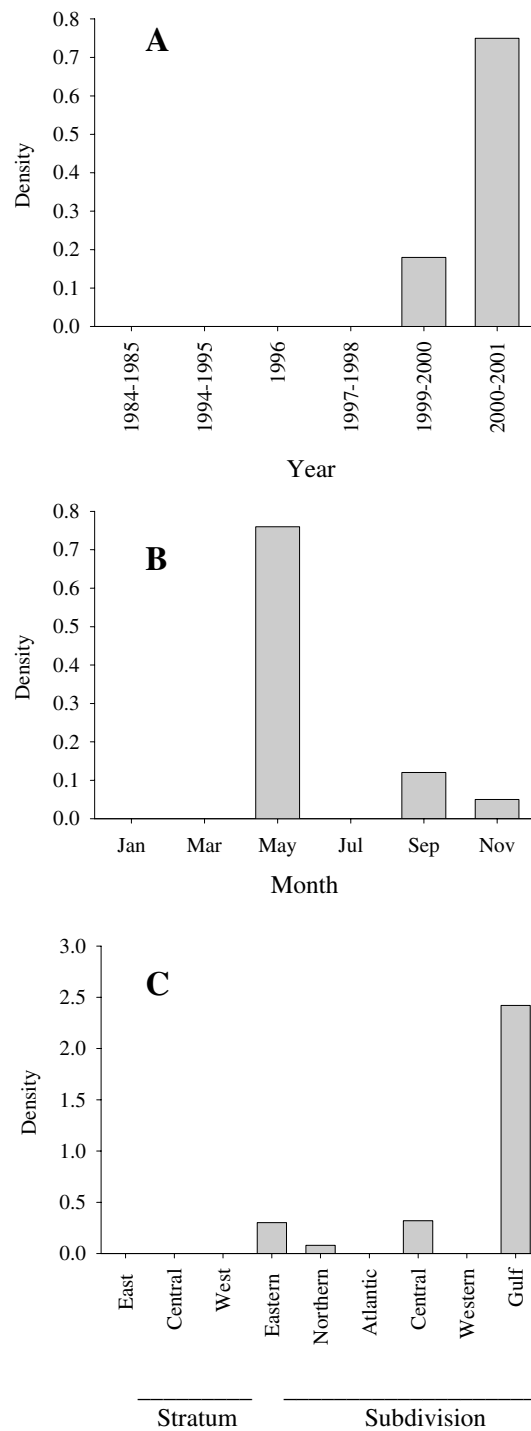 A
0.8
0.7
0.6
0.5
0.4
0.3
0.2
0.1
0.0
Density
1984-1985
1994-1995
1996
1997-1998
1999-2000
2000-2001
Year
B
0.8
0.7
0.6
0.5
0.4
0.3
0.2
0.1
0.0
Density
Jan Mar May Jul Sep Nov
Month
C
3.0
2.5
2.0
1.5
1.0
0.5
0.0
Density
East
Central
West
Eastern
Northern
Atlantic
Central
Western
Gulf
Stratum Subdivision